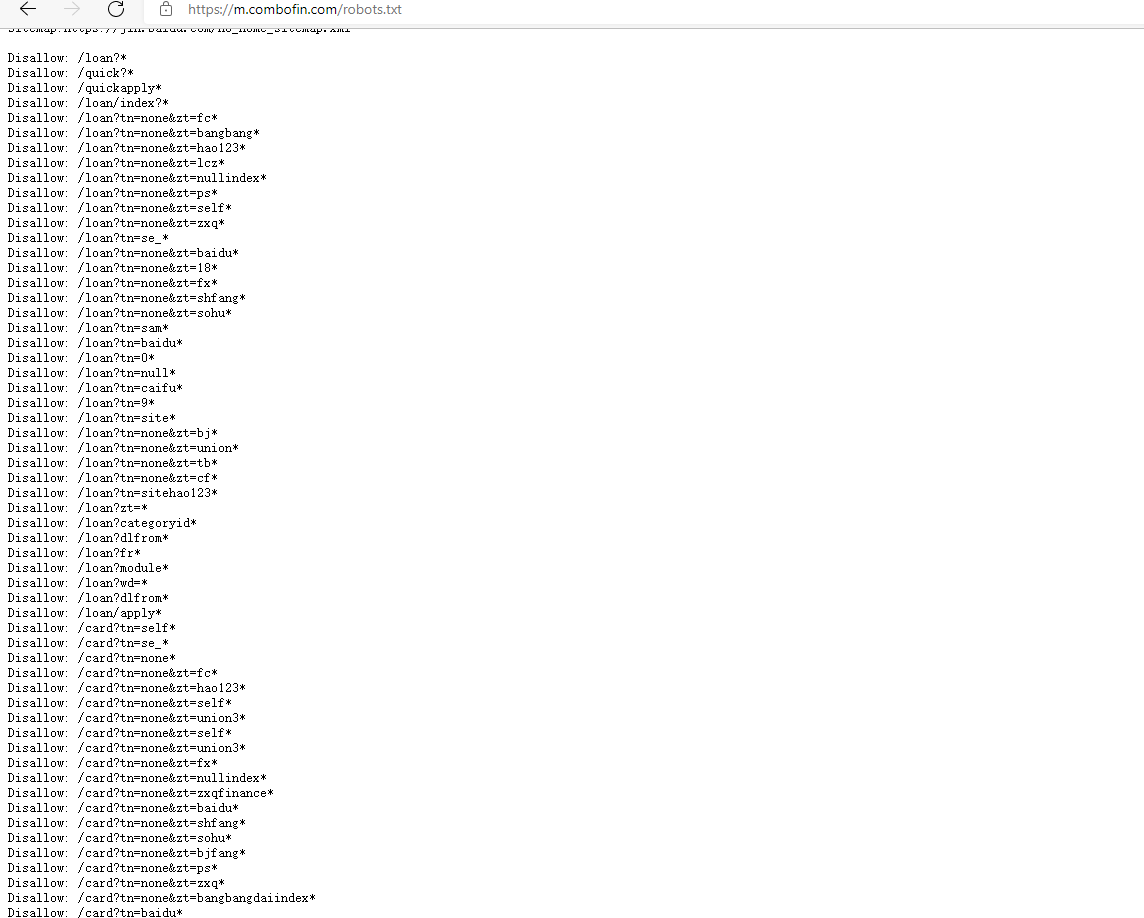 https://m.combofin.com/robots.txt
Sitemap:https://jin.baidu.com/no_home_sitemap.xml
Disallow: /loan?*
Disallow: /quick?*
Disallow: /quickapply*
Disallow: /loan/index?*
Disallow: /loan?tn=none&zt=fc*
Disallow: /loan?tn=none&zt=bangbang*
Disallow: /loan?tn=none&zt=hao123*
Disallow: /loan?tn=none&zt=lcz*
Disallow: /loan?tn=none&zt=nullindex*
Disallow: /loan?tn=none&zt=ps*
Disallow: /loan?tn=none&zt=self*
Disallow: /loan?tn=none&zt=zxq*
Disallow: /loan?tn=se_*
Disallow: /loan?tn=none&zt=baidu*
Disallow: /loan?tn=none&zt=18*
Disallow: /loan?tn=none&zt=fx*
Disallow: /loan?tn=none&zt=shfang*
Disallow: /loan?tn=none&zt=sohu*
Disallow: /loan?tn=sam*
Disallow: /loan?tn=baidu*
Disallow: /loan?tn=0*
Disallow: /loan?tn=null*
Disallow: /loan?tn=caifu*
Disallow: /loan?tn=9*
Disallow: /loan?tn=site*
Disallow: /loan?tn=none&zt=bj*
Disallow: /loan?tn=none&zt=union*
Disallow: /loan?tn=none&zt=tb*
Disallow: /loan?tn=none&zt=cf*
Disallow: /loan?tn=sitehao123*
Disallow: /loan?zt=*
Disallow: /loan?categoryid*
Disallow: /loan?dlfrom*
Disallow: /loan?fr*
Disallow: /loan?module*
Disallow: /loan?wd=*
Disallow: /loan?dlfrom*
Disallow: /loan/apply*
Disallow: /card?tn=self*
Disallow: /card?tn=se_*
Disallow: /card?tn=none*
Disallow: /card?tn=none&zt=fc*
Disallow: /card?tn=none&zt=hao123*
Disallow: /card?tn=none&zt=self*
Disallow: /card?tn=none&zt=union3*
Disallow: /card?tn=none&zt=self*
Disallow: /card?tn=none&zt=union3*
Disallow: /card?tn=none&zt=fx*
Disallow: /card?tn=none&zt=nullindex*
Disallow: /card?tn=none&zt=zxqfinance*
Disallow: /card?tn=none&zt=baidu*
Disallow: /card?tn=none&zt=shfang*
Disallow: /card?tn=none&zt=sohu*
Disallow: /card?tn=none&zt=bjfang*
Disallow: /card?tn=none&zt=ps*
Disallow: /card?tn=none&zt=zxq*
Disallow: /card?tn=none&zt=bangbangdaiindex*
Disallow: /card?tn=baidu*